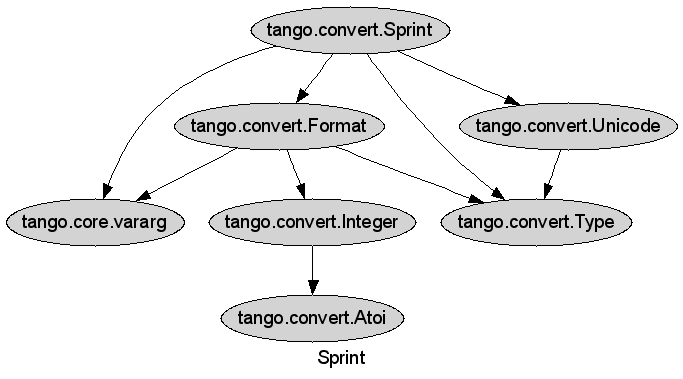 tango.convert.Sprint
tango.convert.Format
tango.convert.Unicode
tango.core.vararg
tango.convert.Integer
tango.convert.Type
tango.convert.Atoi
Sprint